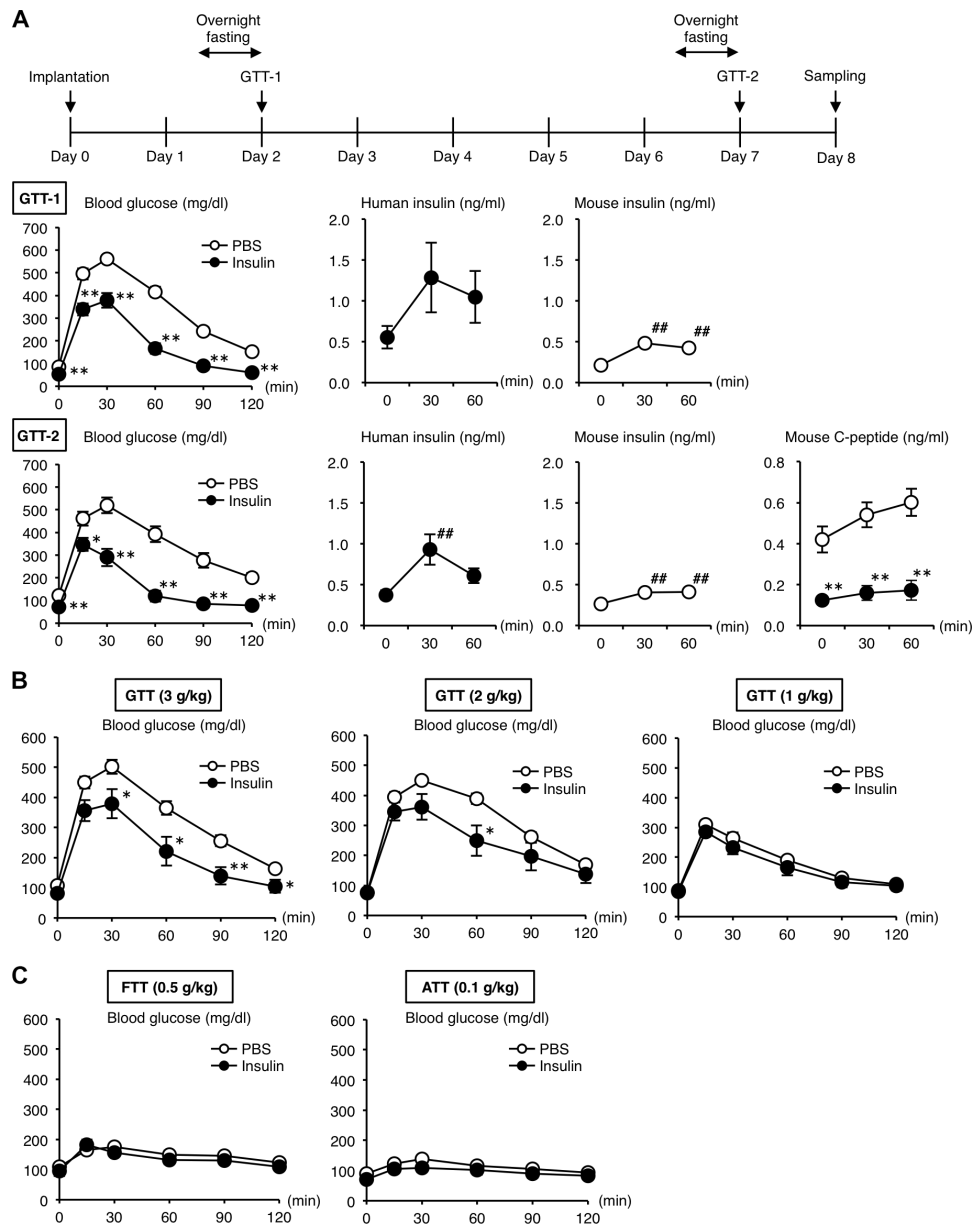 A
Overnight
fasting
Overnight
fasting
Implantation
GTT-1
GTT-2
Sampling
Day 0
Day 1
Day 2
Day 3
Day 4
Day 5
Day 6
Day 7
Day 8
GTT-1
Blood glucose (mg/dl)
700
600
500
400
300
200
100
0
PBS
Insulin
**
**
**
**
**
**
0 30 60 90 120 (min)
Human insulin (ng/ml)
2.0
1.5
1.0
0.5
0.0
0 30 60 (min)
Mouse insulin (ng/ml)
2.0
1.5
1.0
0.5
0.0
##
##
0 30 60 (min)
GTT-2
Blood glucose (mg/dl)
700
600
500
400
300
200
100
0
PBS
Insulin
**
*
**
**
**
**
0 30 60 90 120 (min)
Human insulin (ng/ml)
2.0
1.5
1.0
0.5
0.0
##
0 30 60 (min)
Mouse insulin (ng/ml)
2.0
1.5
1.0
0.5
0.0
##
##
0 30 60 (min)
Mouse C-peptide (ng/ml)
0.8
0.6
0.4
0.2
0.0
**
**
**
0 30 60 (min)
B
GTT (3 g/kg)
Blood glucose (mg/dl)
600
500
400
300
200
100
0
PBS
Insulin
*
*
**
*
0 30 60 90 120 (min)
GTT (2 g/kg)
Blood glucose (mg/dl)
600
500
400
300
200
100
0
PBS
Insulin
*
0 30 60 90 120 (min)
GTT (1 g/kg)
Blood glucose (mg/dl)
600
500
400
300
200
100
0
PBS
Insulin
0 30 60 90 120 (min)
C
FTT (0.5 g/kg)
Blood glucose (mg/dl)
600
500
400
300
200
100
0
PBS
Insulin
0 30 60 90 120 (min)
ATT (0.1 g/kg)
Blood glucose (mg/dl)
600
500
400
300
200
100
0
PBS
Insulin
0 30 60 90 120 (min)